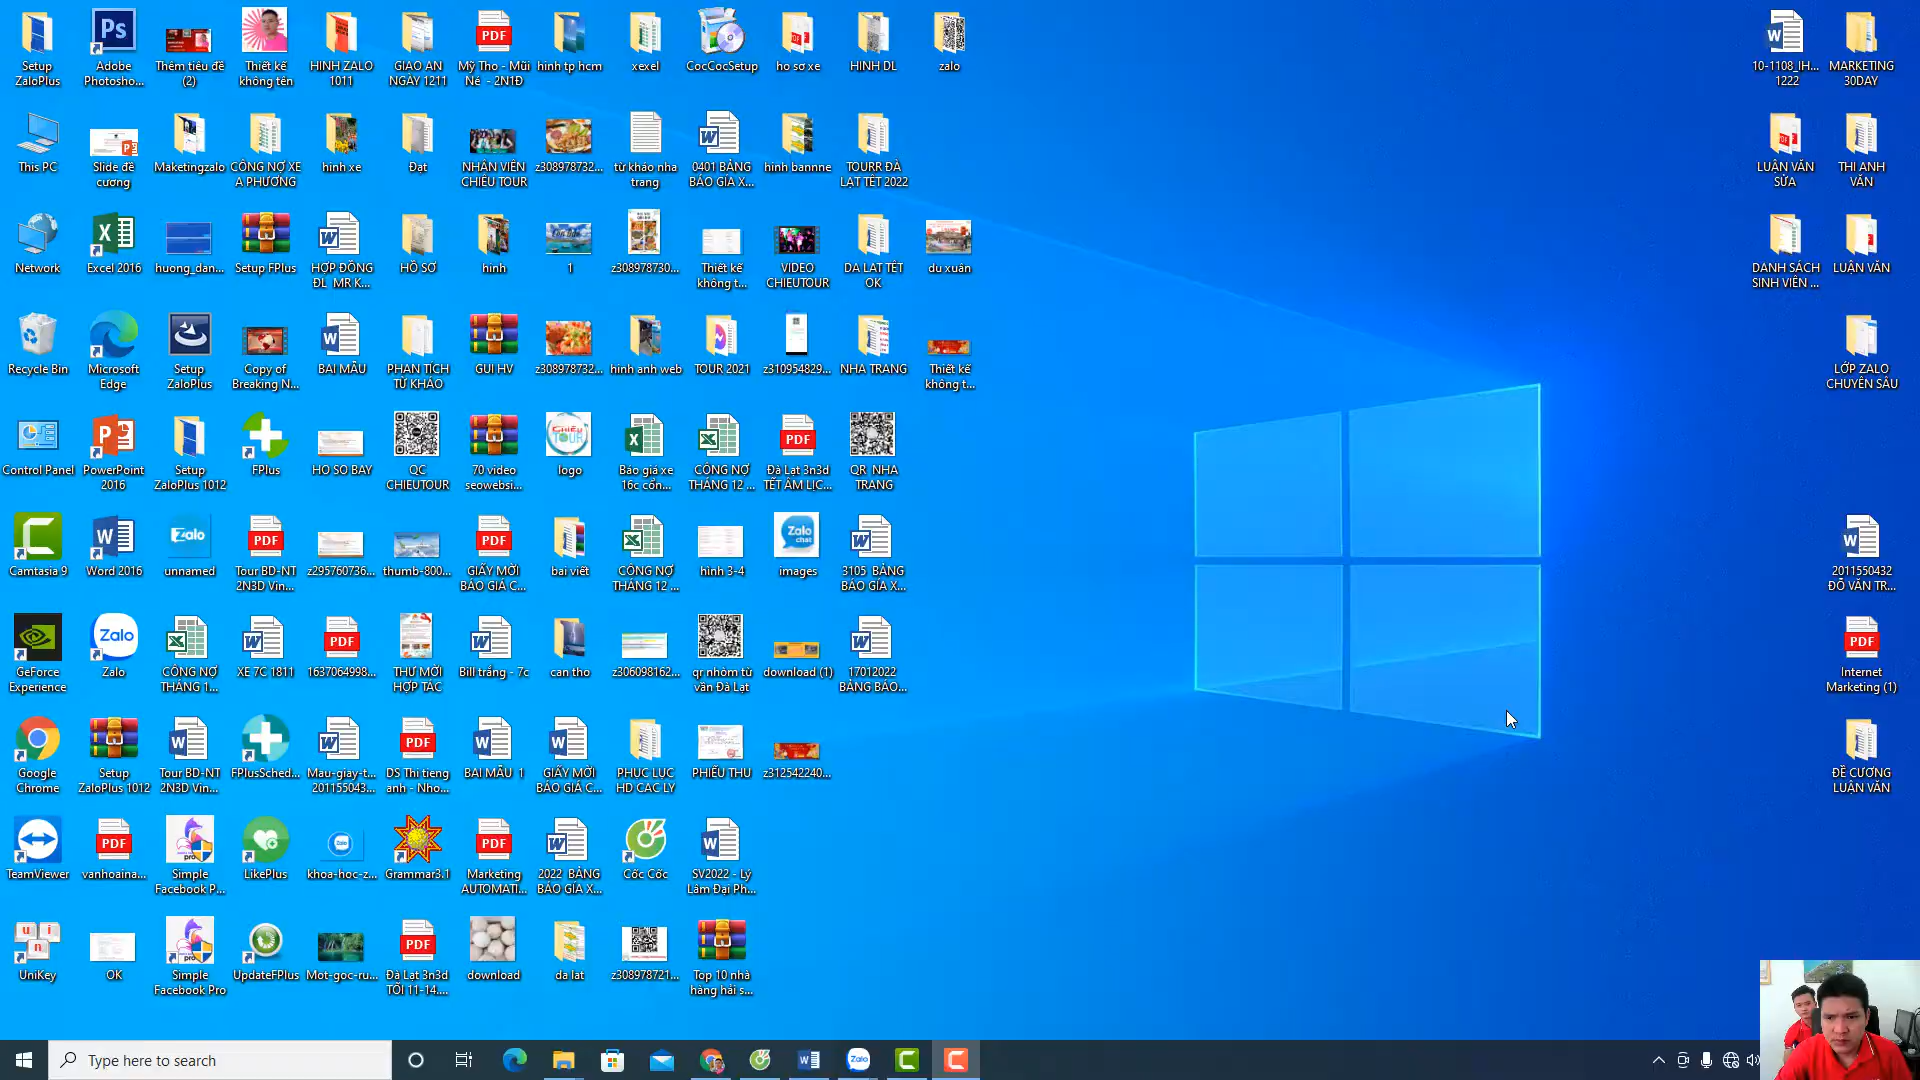 Setup
ZaloPlus
Adobe
Photosho...
Thêm tiêu đề
(2)
Thiết kế
không tên
HINH ZALO
1011
GIAO AN
NGÀY 1211
Mỹ Tho - Mũi
Né - 2N1Đ
hinh tp hcm
xexel
CocCocSetup
ho sơ xe
HINH DL
zalo
10-1108_IH...
1222
MARKETING
30DAY
This PC
Slide đề
cương
Maketingzalo
CÔNG NỢ XE
A PHƯƠNG
hinh xe
Đạt
NHÂN VIÊN
CHIÊU TOUR
z308978732...
từ kháo nha
trang
0401 BẢNG
BÁO GÍA X...
hinh bannne
TOURR ĐÀ
LẠT TẾT 2022
LUẬN VĂN
SỬA
THI ANH
VĂN
Network
Excel 2016
huong_dan...
Setup FPlus
HỢP ĐỒNG
ĐL MR K...
HỒ SƠ
hinh
1
z308978730...
Thiết kế
không t...
VIDEO
CHIEUTOUR
DA LAT TẾT
OK
du xuân
DANH SÁCH
SINH VIÊN ...
LUẬN VĂN
Recycle Bin
Microsoft
Edge
Setup
ZaloPlus
Copy of
Breaking N...
BAI MẪU
PHAN TICH
TỪ KHÁO
GUI HV
z308978732...
hinh anh web
TOUR 2021
z310954829...
NHA TRANG
Thiết kế
không t...
LỚP ZALO
CHUYÊN SÂU
Control Panel
PowerPoint
2016
Setup
ZaloPlus 1012
FPlus
HO SO BAY
QC
CHIEUTOUR
70 video
seowebsi...
logo
Báo giá xe
16c cổn...
CÔNG NỢ
THÁNG 12 ...
Đà Lạt 3n3d
TẾT ÂM LỊC...
QR NHA
TRANG
Camtasia 9
Word 2016
unnamed
Tour BD-NT
2N3D Vin...
z295760736...
thumb-800...
GIẤY MỜI
BÁO GIÁ C...
bai viết
CÔNG NỢ
THÁNG 12 ...
hình 3-4
images
3105 BẢNG
BÁO GÍA X...
2011550432
ĐỖ VĂN TR...
GeForce
Experience
Zalo
CÔNG NỢ
THÁNG 1...
XE 7C 1811
1637064998...
THƯ MỜI
HỢP TÁC
Bill trắng - 7c
can tho
z306098162...
qr nhóm tư
vấn Đà Lạt
download (1)
17012022
BẢNG BÁO...
Internet
Marketing (1)
Google
Chrome
Setup
ZaloPlus 1012
Tour BD-NT
2N3D Vin...
FPlusSched...
Mau-giay-t...
201155043...
DS Thi tieng
anh - Nho...
BAI MẪU 1
GIẤY MỜI
BÁO GIÁ C...
PHUC LUC
HD CAC LY
PHIẾU THU
z312542240...
ĐỀ CƯƠNG
LUẬN VĂN
TeamViewer
vanhoaina...
Simple
Facebook P...
LikePlus
khoa-hoc-z...
Grammar3.1
Marketing
AUTOMATI...
2022 BẢNG
BÁO GÍA X...
Cốc Cốc
SV2022 - Lý
Lâm Đại Ph...
UniKey
OK
Simple
Facebook Pro
UpdateFPlus
Mot-goc-ru...
Đà Lạt 3n3d
TỐI 11-14....
download
da lat
z308978721...
Top 10 nhà
hàng hải s...
Type here to search